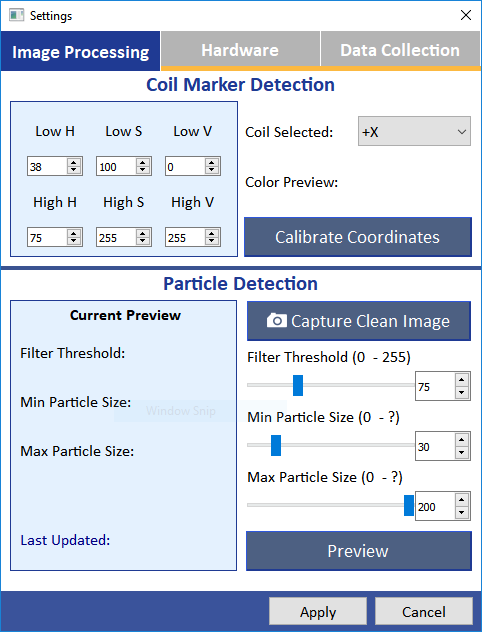 Settings
Image Processing Hardware Data Collection
Coil Marker Detection
Low H Low S Low V
38 100 0
High H High S High V
75 255 255
Coil Selected: +X
Color Preview:
Calibrate Coordinates
Particle Detection
Current Preview
Filter Threshold:
Min Particle Size:
Window Snip
Max Particle Size:
Last Updated:
Capture Clean Image
Filter Threshold (0 - 255)
75
Min Particle Size (0 - ?)
30
Max Particle Size (0 - ?)
200
Preview
Apply Cancel